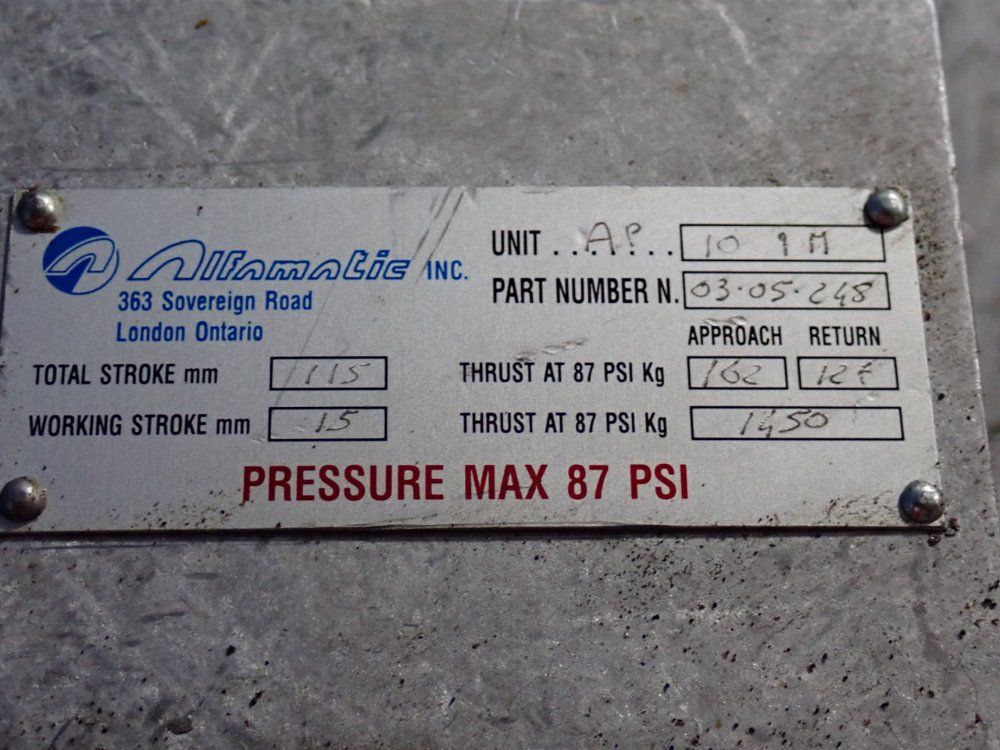 Alfamatic INC.
363 Sovereign Road
London Ontario
UNIT . . AP . . 10 9 M
PART NUMBER N. 03·05·248
APPROACH RETURN
TOTAL STROKE mm 115
THRUST AT 87 PSI Kg 162
WORKING STROKE mm 15
THRUST AT 87 PSI Kg 1450
PRESSURE MAX 87 PSI